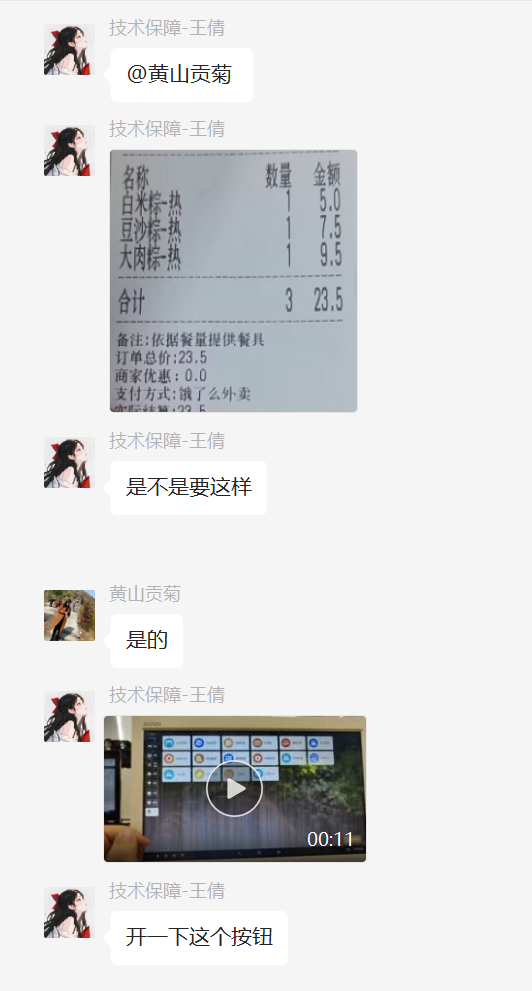 技术保障-王倩
@黄山贡菊
技术保障-王倩
名称 数量 金额
白米粽-热 1 5.0
豆沙粽-热 1 7.5
大肉粽-热 1 9.5
合计 3 23.5
备注:依据餐量提供餐具
订单总价:23.5
商家优惠：0.0
支付方式:饿了么外卖
实际结算:23.5
技术保障-王倩
是不是要这样
黄山贡菊
是的
技术保障-王倩
00:11
技术保障-王倩
开一下这个按钮